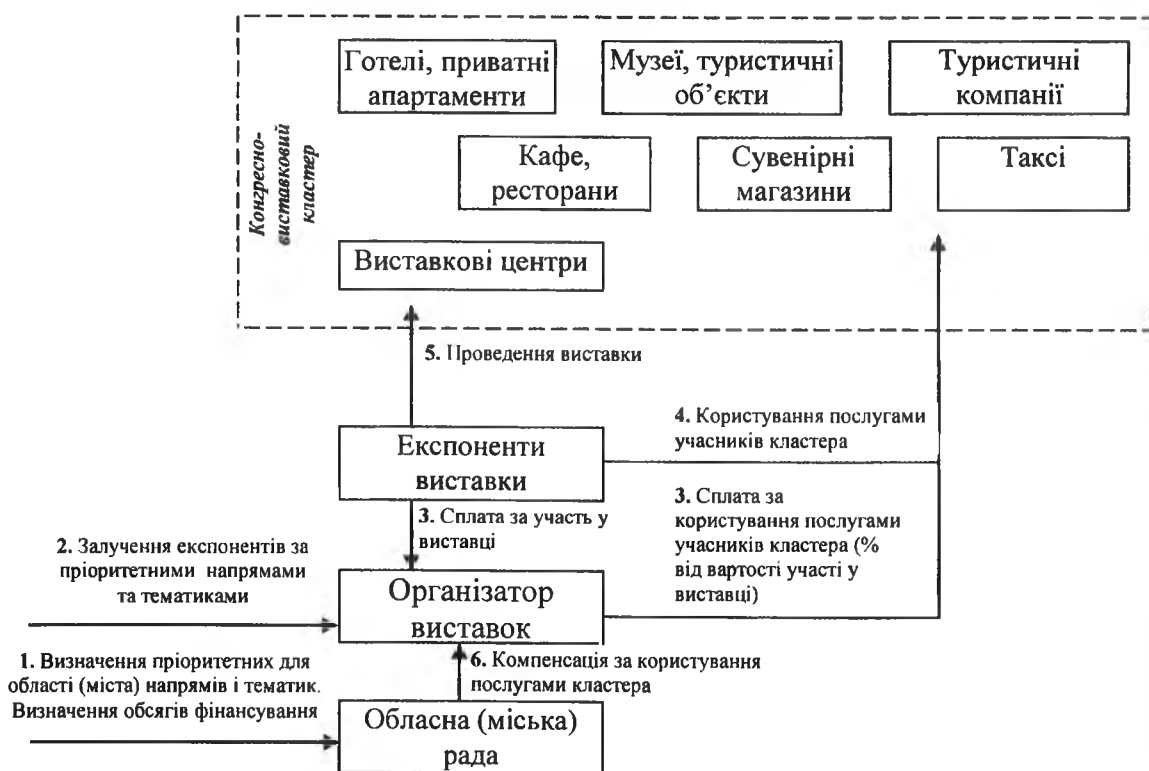 Готелі, приватні
апартаменти
Музеї, туристичні
об’єкти
Туристичні
компанії
Конгресно-
виставковий
кластер
Кафе,
ресторани
Сувенірні
магазини
Таксі
Виставкові центри
5. Проведення виставки
4. Користування послугами
учасників кластера
Експоненти
виставки
3. Сплата за участь у
виставці
3. Сплата за
користування послугами
учасників кластера (%
від вартості участі у
виставці)
2. Залучення експонентів за
пріоритетними напрямами
та тематиками
Організатор
виставок
1. Визначення пріоритетних для
області (міста) напрямів і тематик.
Визначення обсягів фінансування
6. Компенсація за користування
послугами кластера
Обласна (міська)
рада